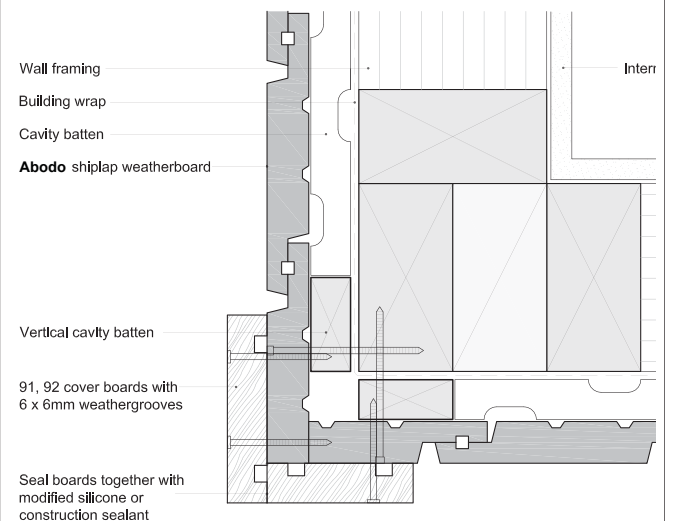 Wall framing
Interr
Building wrap
Cavity batten
Abodo shiplap weatherboard
Vertical cavity batten
91, 92 cover boards with
6 x 6mm weathergrooves
Seal boards together with
modified silicone or
construction sealant